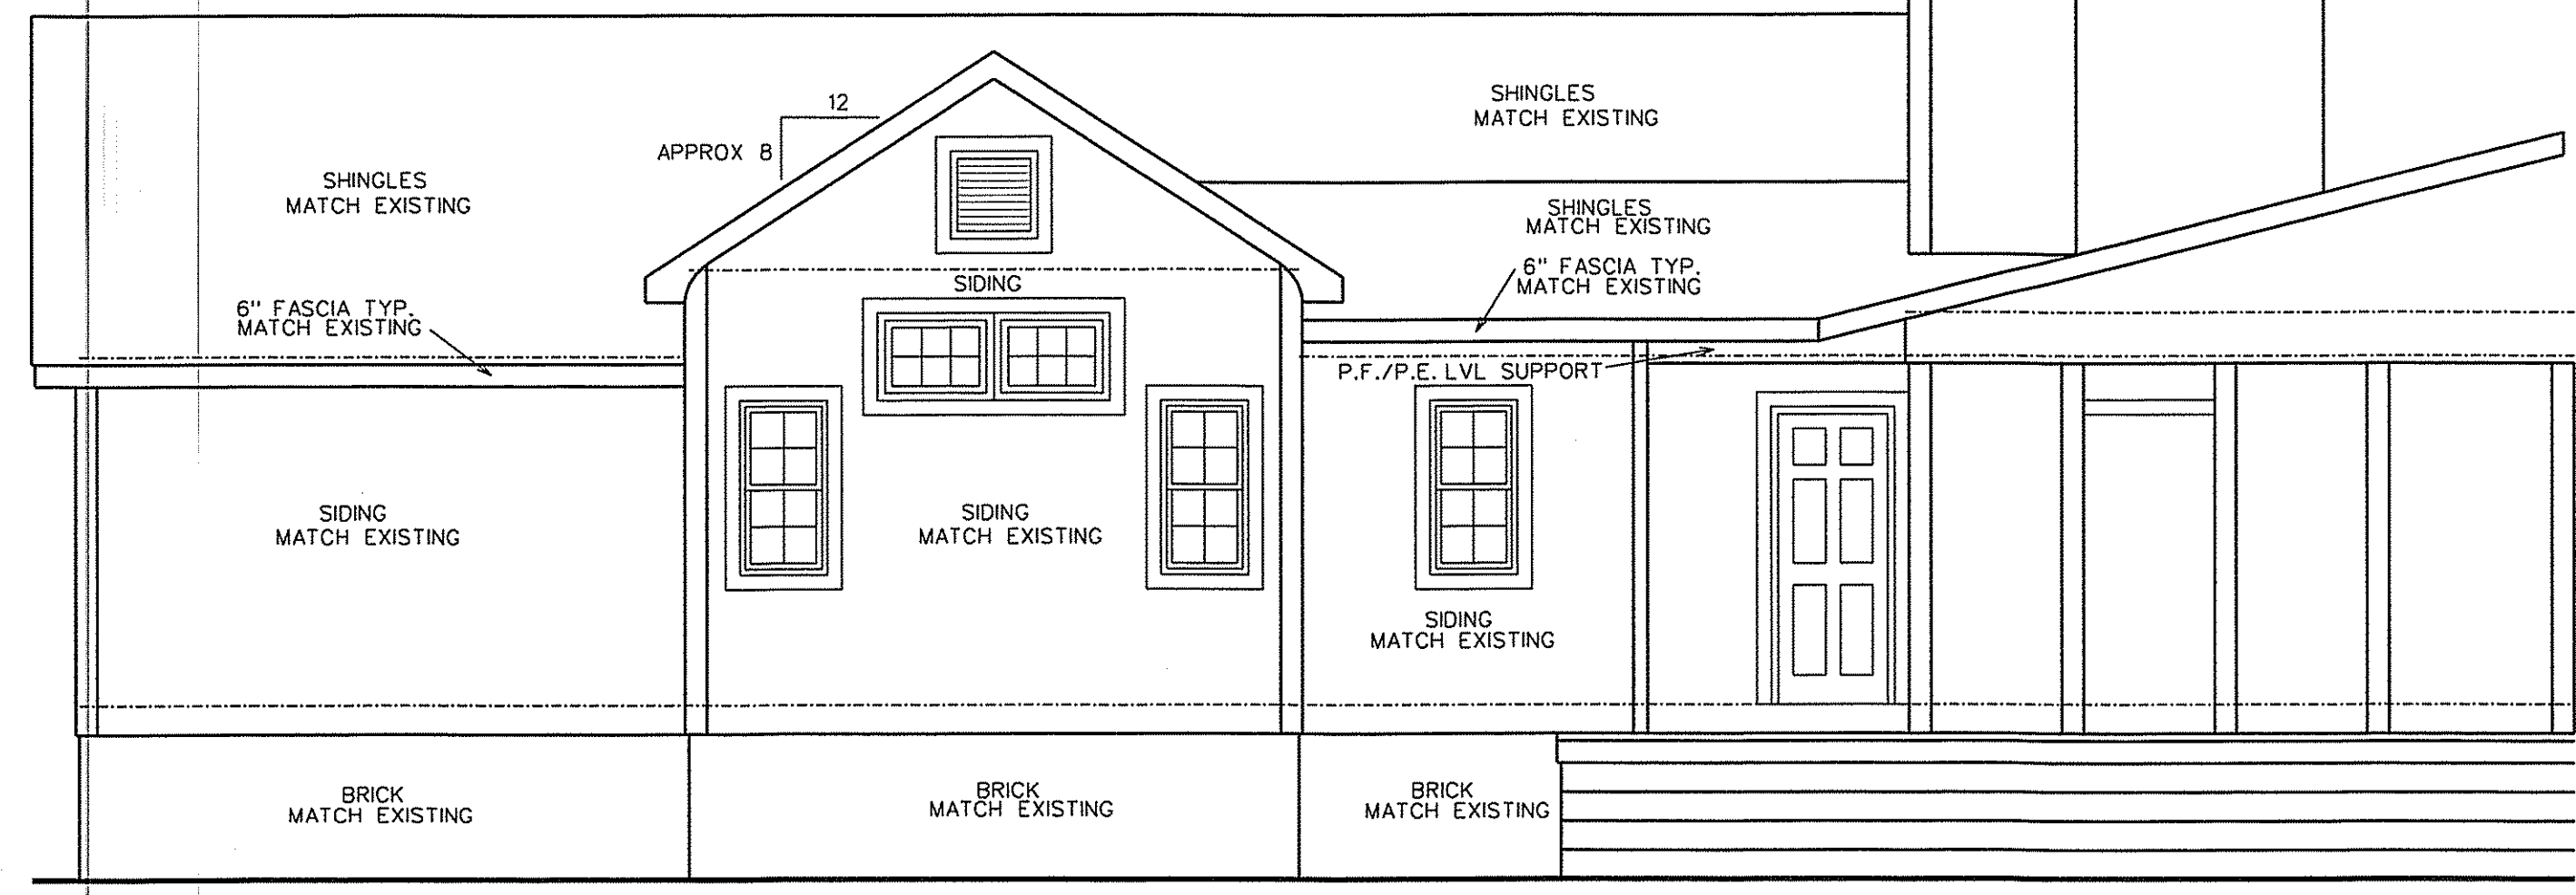 12
APPROX 8
SHINGLES
MATCH EXISTING
SHINGLES
MATCH EXISTING
SHINGLES
MATCH EXISTING
6" FASCIA TYP.
MATCH EXISTING
SIDING
6" FASCIA TYP.
MATCH EXISTING
P.F./P.E. LVL SUPPORT
SIDING
MATCH EXISTING
SIDING
MATCH EXISTING
SIDING
MATCH EXISTING
BRICK
MATCH EXISTING
BRICK
MATCH EXISTING
BRICK
MATCH EXISTING